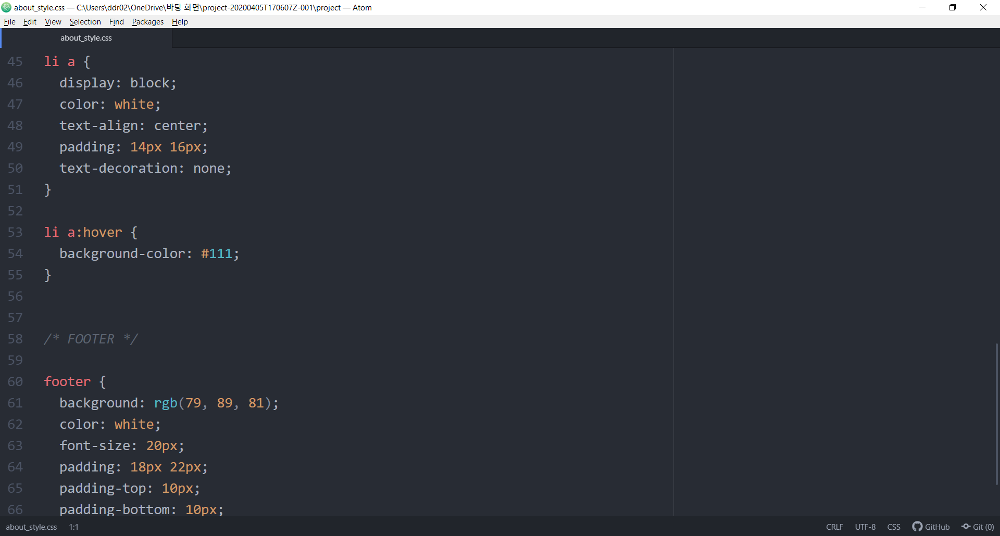 about_style.css — C:\Users\ddr02\OneDrive\바탕 화면\project-20200405T170607Z-001\project — Atom
File Edit View Selection Find Packages Help
about_style.css
45 li a {
46   display: block;
47   color: white;
48   text-align: center;
49   padding: 14px 16px;
50   text-decoration: none;
51 }
52
53 li a:hover {
54   background-color: #111;
55 }
56
57
58 /* FOOTER */
59
60 footer {
61   background: rgb(79, 89, 81);
62   color: white;
63   font-size: 20px;
64   padding: 18px 22px;
65   padding-top: 10px;
66   padding-bottom: 10px;
about_style.css 1:1 CRLF UTF-8 CSS GitHub Git (0)